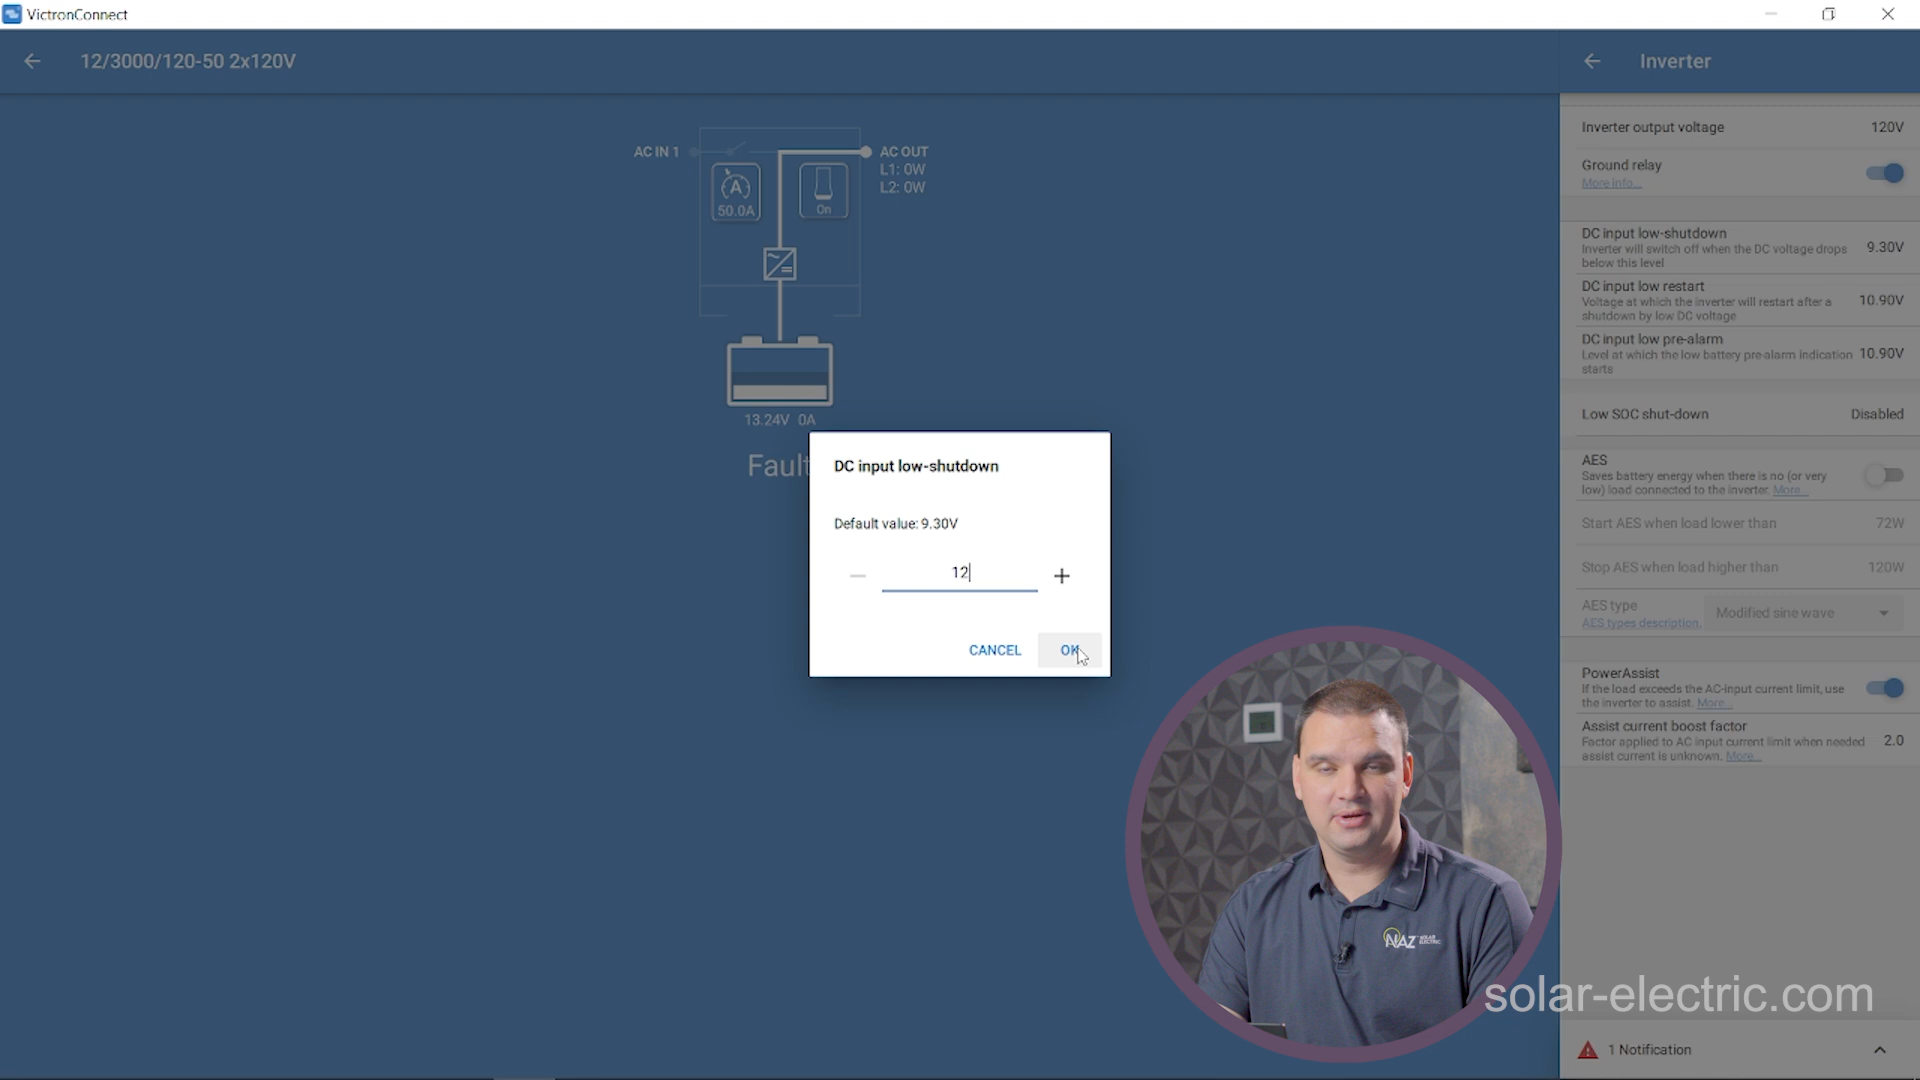 VictronConnect
12/3000/120-50 2x120V
Inverter
AC IN 1
AC OUT
L1: 0W
L2: 0W
50.0A
On
A
13.24V 0A
Fault
DC input low-shutdown
Default value: 9.30V
12
CANCEL
OK
Inverter output voltage 120V
Ground relay
More info...
DC input low-shutdown
Inverter will switch off when the DC voltage drops
below this level
9.30V
DC input low restart
Voltage at which the inverter will restart after a
shutdown by low DC voltage
10.90V
DC input low pre-alarm
Level at which the low battery pre-alarm indication
starts
10.90V
Low SOC shut-down Disabled
AES
Saves battery energy when there is no (or very
low) load connected to the inverter. More...
Start AES when load lower than 72W
Stop AES when load higher than 120W
AES type
AES types description.
Modified sine wave
PowerAssist
If the load exceeds the AC-input current limit, use
the inverter to assist. More...
Assist current boost factor
Factor applied to AC input current limit when needed
assist current is unknown. More...
2.0
NAZ SOLAR
ELECTRIC
solar-electric.com
1 Notification